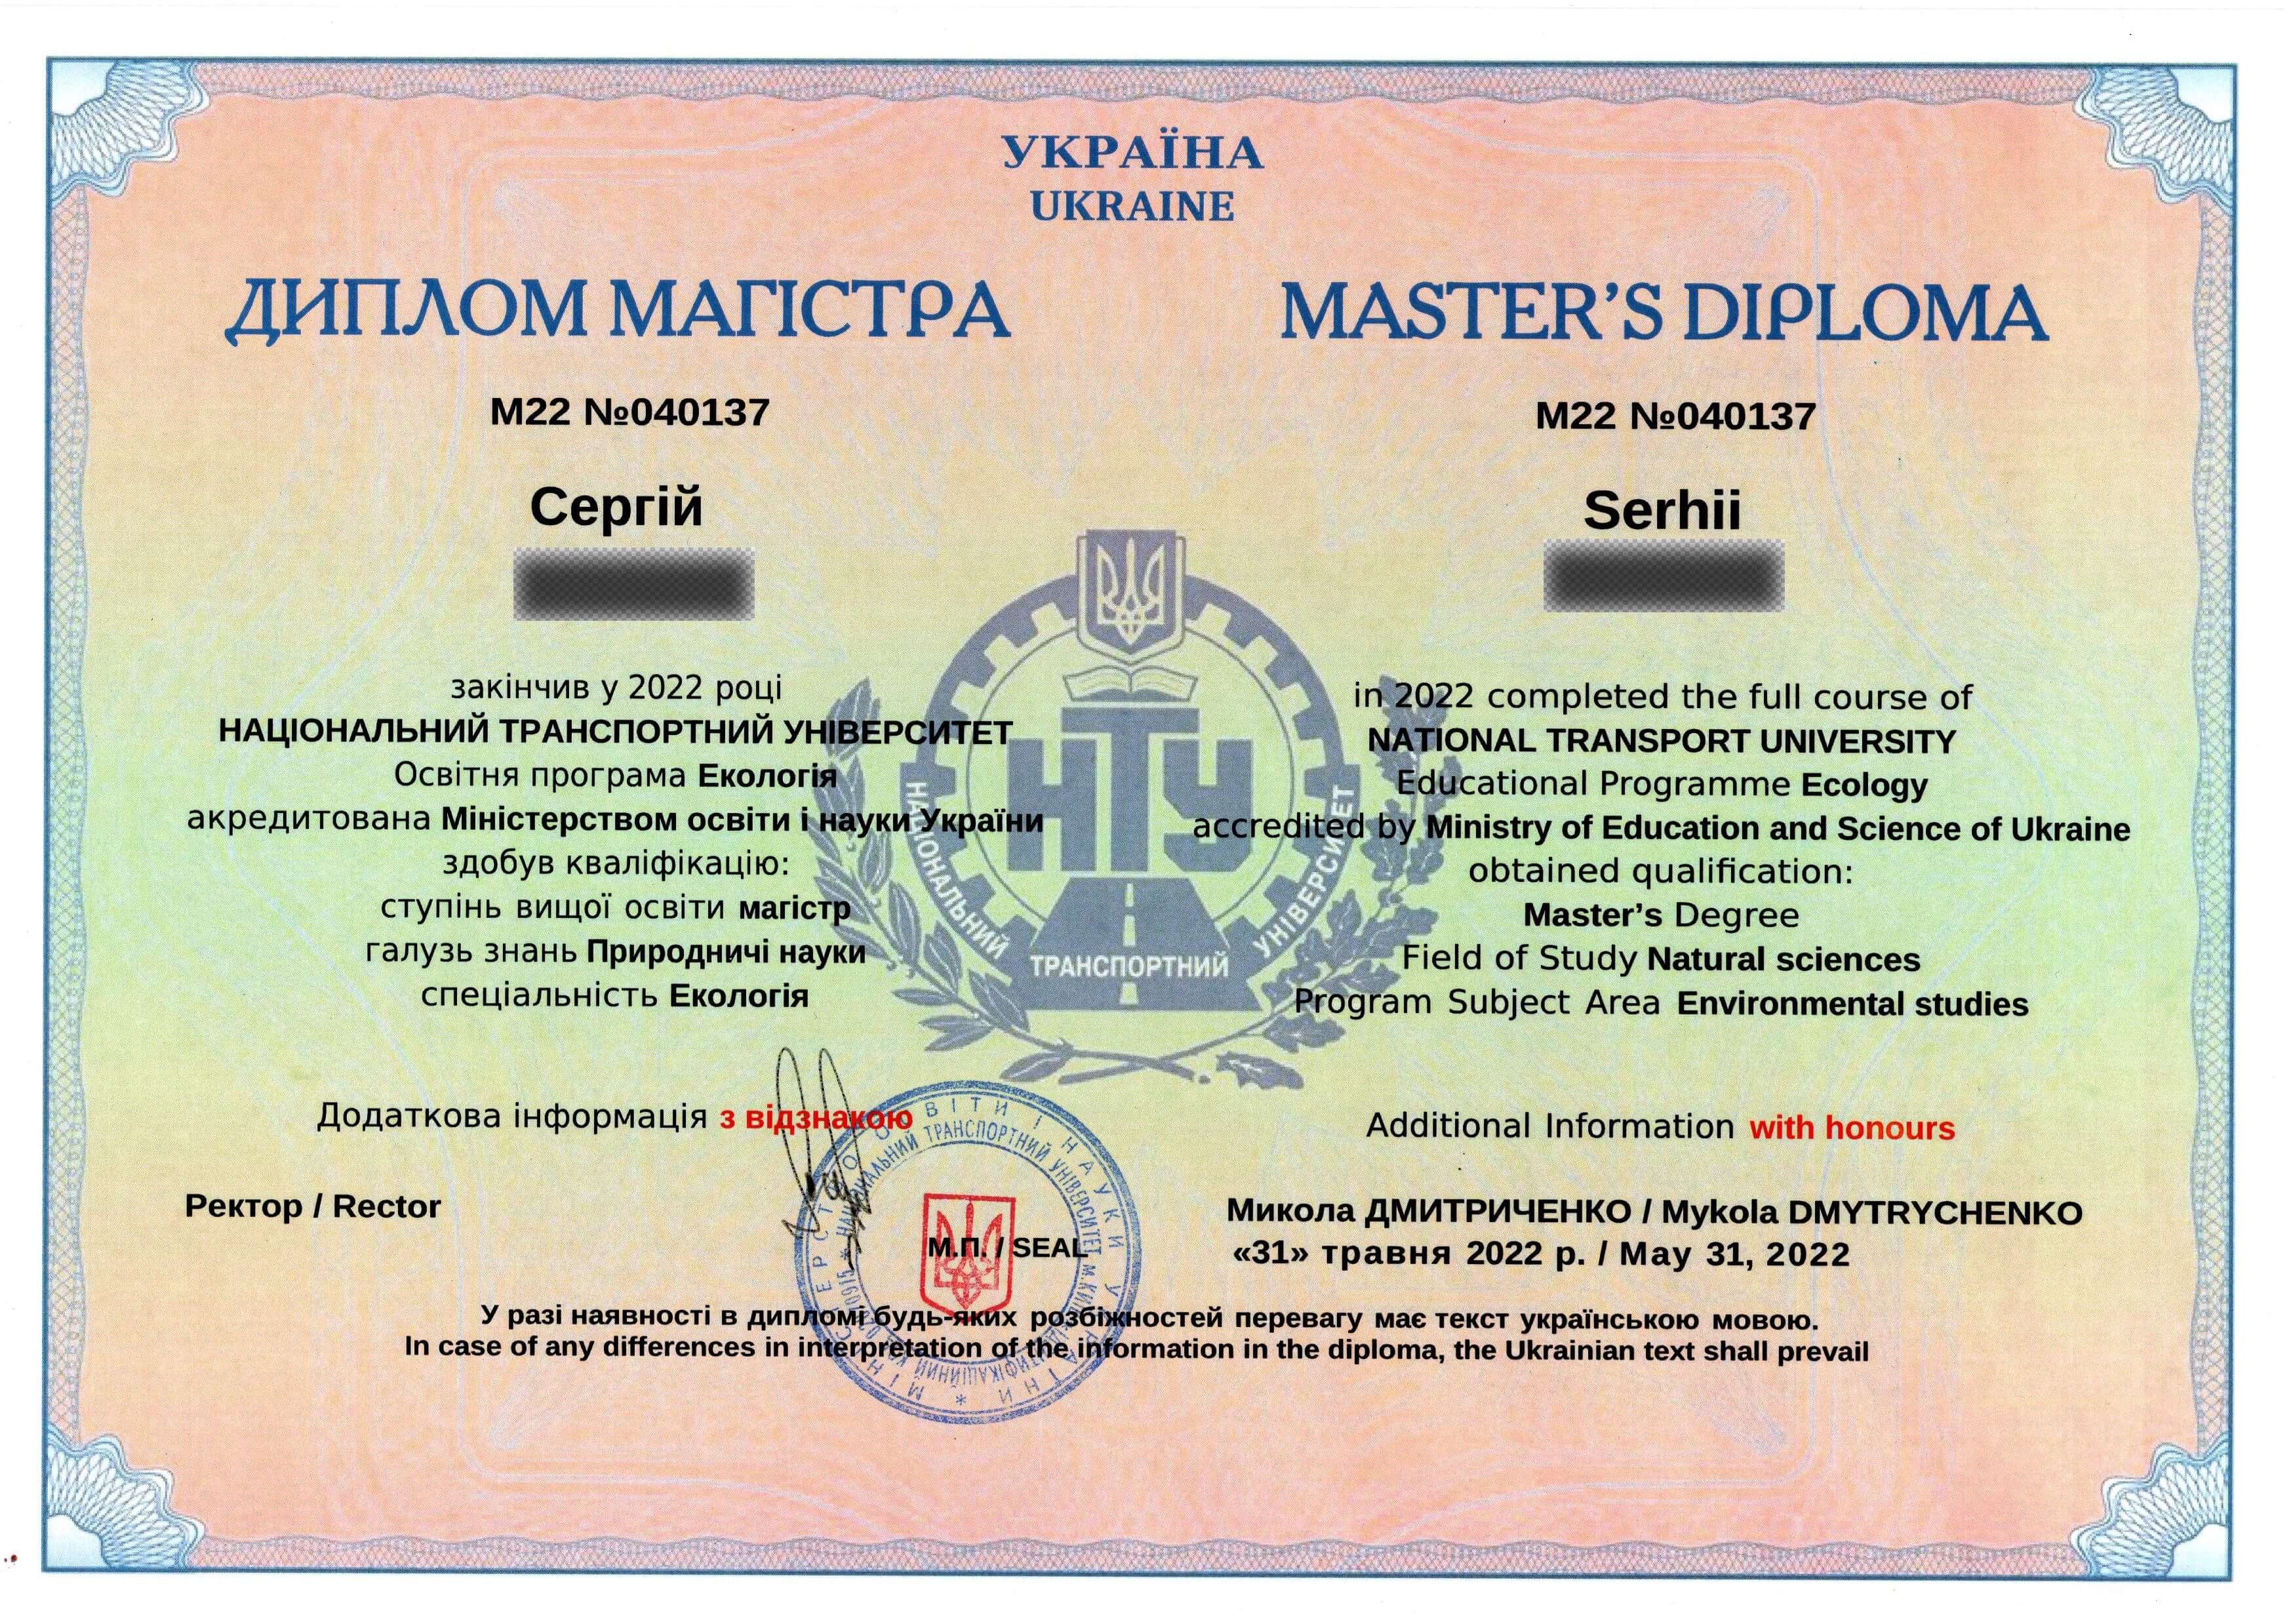 УКРАЇНА
UKRAINE
ДИПЛОМ МАГІСТРА
М22 №040137
Сергій
закінчив у 2022 році
НАЦІОНАЛЬНИЙ ТРАНСПОРТНИЙ УНІВЕРСИТЕТ
Освітня програма Екологія
акредитована Міністерством освіти і науки України
здобув кваліфікацію:
ступінь вищої освіти магістр
галузь знань Природничі науки
спеціальність Екологія
Додаткова інформація з відзнакою
MASTER’S DIPLOMA
M22 №040137
Serhii
in 2022 completed the full course of
NATIONAL TRANSPORT UNIVERSITY
Educational Programme Ecology
accredited by Ministry of Education and Science of Ukraine
obtained qualification:
Master’s Degree
Field of Study Natural sciences
Program Subject Area Environmental studies
Additional Information with honours
НТУ
НАЦІОНАЛЬНИЙ ТРАНСПОРТНИЙ УНІВЕРСИТЕТ
Ректор / Rector
М.П. / SEAL
Микола ДМИТРИЧЕНКО / Mykola DMYTRYCHENKO
«31» травня 2022 р. / May 31, 2022
МІНІСТЕРСТВО ОСВІТИ І НАУКИ УКРАЇНИ
НАЦІОНАЛЬНИЙ ТРАНСПОРТНИЙ УНІВЕРСИТЕТ
У разі наявності в дипломі будь-яких розбіжностей перевагу має текст українською мовою.
In case of any differences in interpretation of the information in the diploma, the Ukrainian text shall prevail